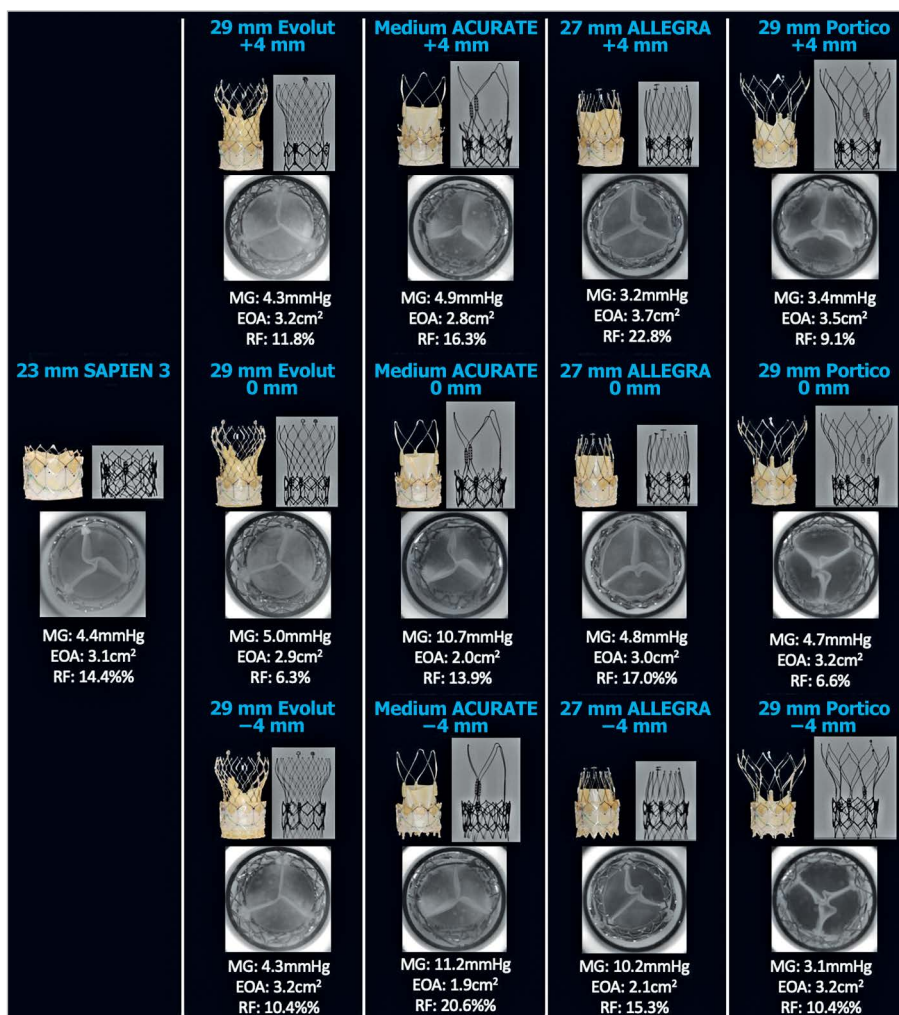 29 mm Evolut
+4 mm
Medium ACURATE
+4 mm
27 mm ALLEGRA
+4 mm
29 mm Portico
+4 mm
MG: 4.3mmHg
EOA: 3.2cm²
RF: 11.8%
MG: 4.9mmHg
EOA: 2.8cm²
RF: 16.3%
MG: 3.2mmHg
EOA: 3.7cm²
RF: 22.8%
MG: 3.4mmHg
EOA: 3.5cm²
RF: 9.1%
23 mm SAPIEN 3
29 mm Evolut
0 mm
Medium ACURATE
0 mm
27 mm ALLEGRA
0 mm
29 mm Portico
0 mm
MG: 4.4mmHg
EOA: 3.1cm²
RF: 14.4%%
MG: 5.0mmHg
EOA: 2.9cm²
RF: 6.3%
MG: 10.7mmHg
EOA: 2.0cm²
RF: 13.9%
MG: 4.8mmHg
EOA: 3.0cm²
RF: 17.0%%
MG: 4.7mmHg
EOA: 3.2cm²
RF: 6.6%
29 mm Evolut
−4 mm
Medium ACURATE
−4 mm
27 mm ALLEGRA
−4 mm
29 mm Portico
−4 mm
MG: 4.3mmHg
EOA: 3.2cm²
RF: 10.4%%
MG: 11.2mmHg
EOA: 1.9cm²
RF: 20.6%%
MG: 10.2mmHg
EOA: 2.1cm²
RF: 15.3%
MG: 3.1mmHg
EOA: 3.2cm²
RF: 10.4%%